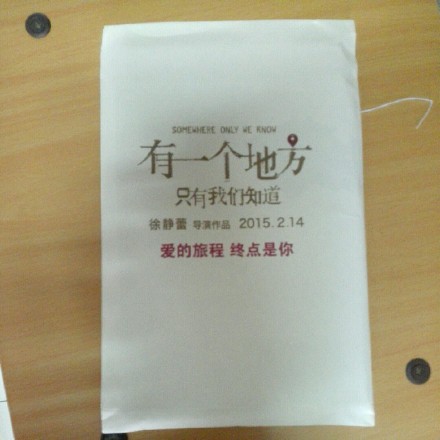 SOMEWHERE ONLY WE KNOW
有一个地方
只有我们知道
徐静蕾 导演作品 2015.2.14
爱的旅程 终点是你